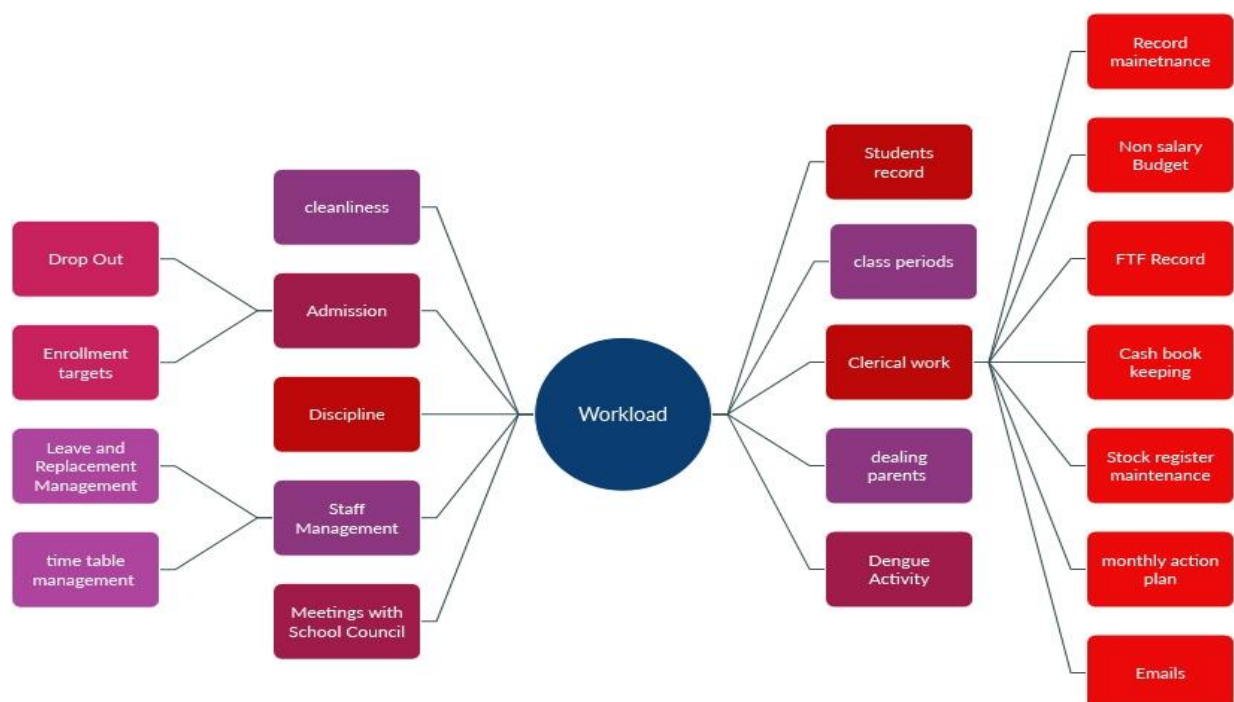 Drop Out
Enrollment
targets
Leave and
Replacement
Management
time table
management
cleanliness
Admission
Discipline
Staff
Management
Meetings with
School Council
Workload
Students
record
class periods
Clerical work
dealing
parents
Dengue
Activity
Record
mainetnance
Non salary
Budget
FTF Record
Cash book
keeping
Stock register
maintenance
monthly action
plan
Emails